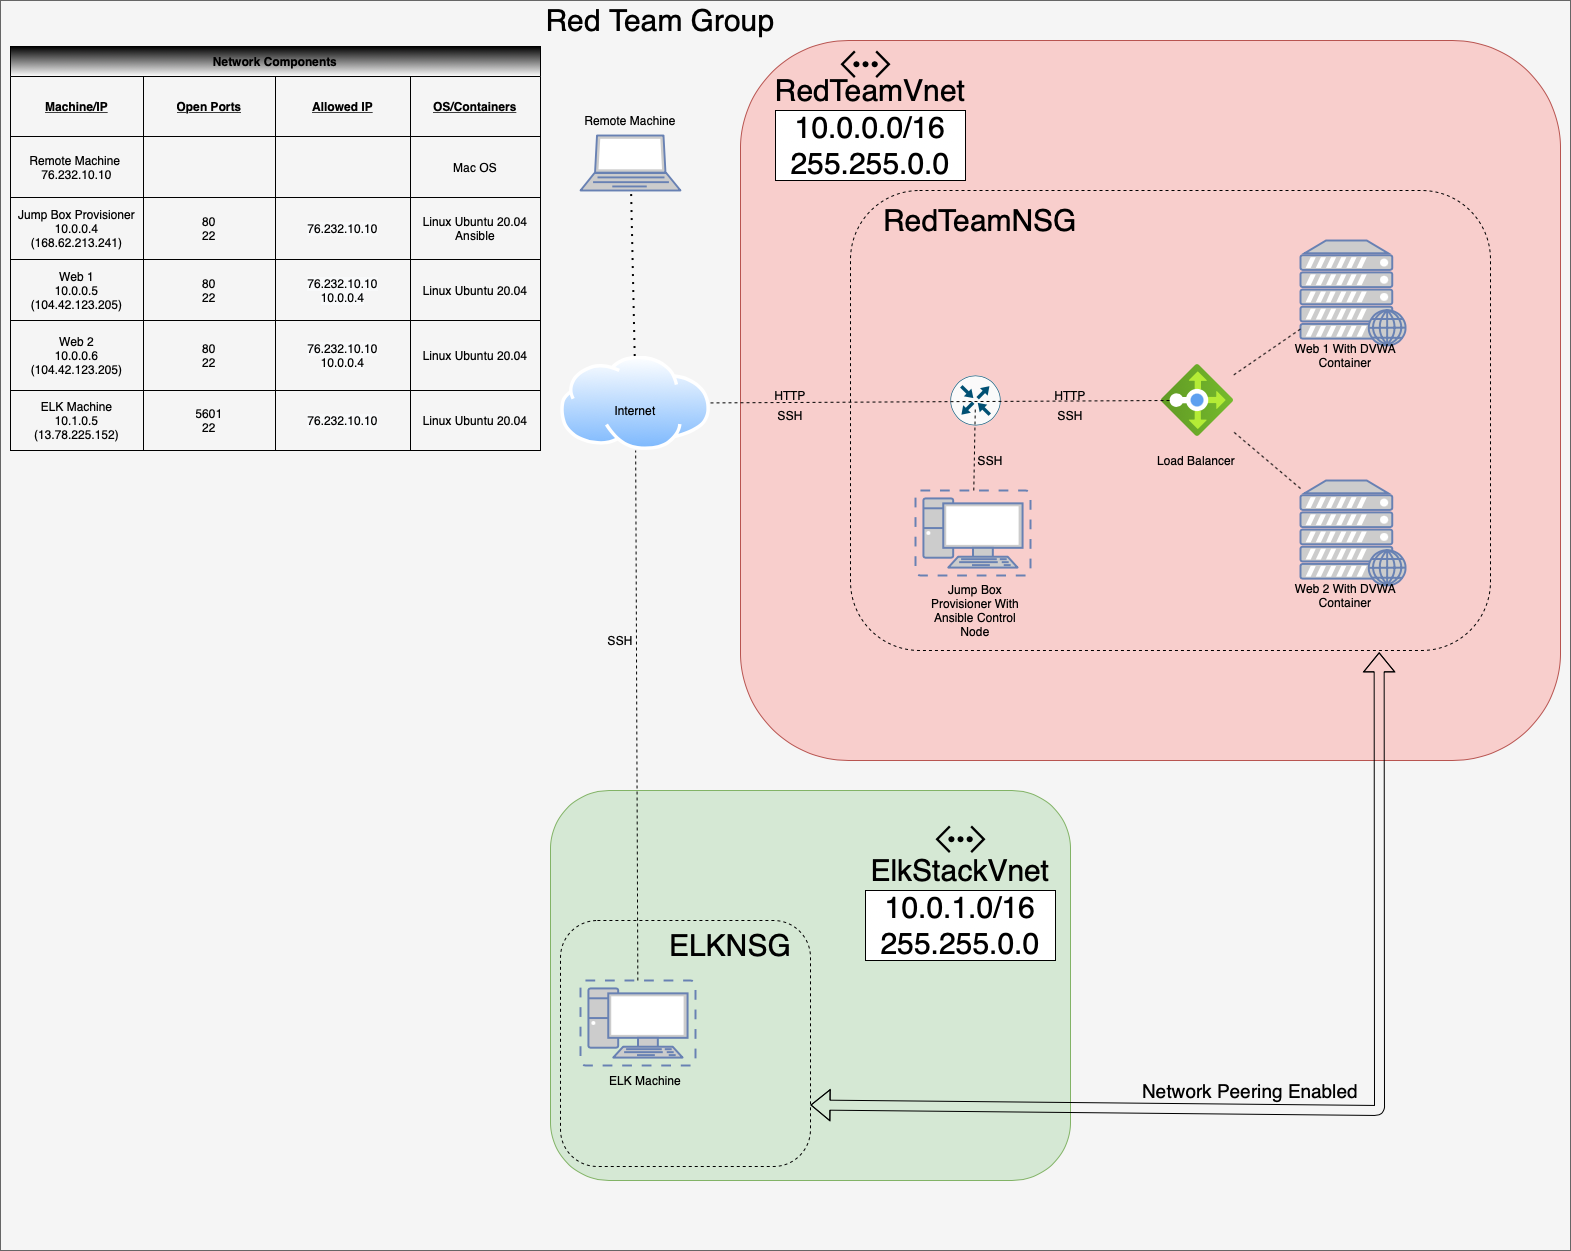 Red Team Group
Network Components
Machine/IP
Open Ports
Allowed IP
OS/Containers
Remote Machine
76.232.10.10
Mac OS
Jump Box Provisioner
10.0.0.4
(168.62.213.241)
80
22
76.232.10.10
Linux Ubuntu 20.04
Ansible
Web 1
10.0.0.5
(104.42.123.205)
80
22
76.232.10.10
10.0.0.4
Linux Ubuntu 20.04
Web 2
10.0.0.6
(104.42.123.205)
80
22
76.232.10.10
10.0.0.4
Linux Ubuntu 20.04
ELK Machine
10.1.0.5
(13.78.225.152)
5601
22
76.232.10.10
Linux Ubuntu 20.04
Remote Machine
Internet
RedTeamVnet
10.0.0.0/16
255.255.0.0
RedTeamNSG
HTTP
SSH
HTTP
SSH
SSH
Load Balancer
Web 1 With DVWA
Container
Web 2 With DVWA
Container
Jump Box
Provisioner With
Ansible Control
Node
SSH
ElkStackVnet
10.0.1.0/16
255.255.0.0
ELKNSG
ELK Machine
Network Peering Enabled